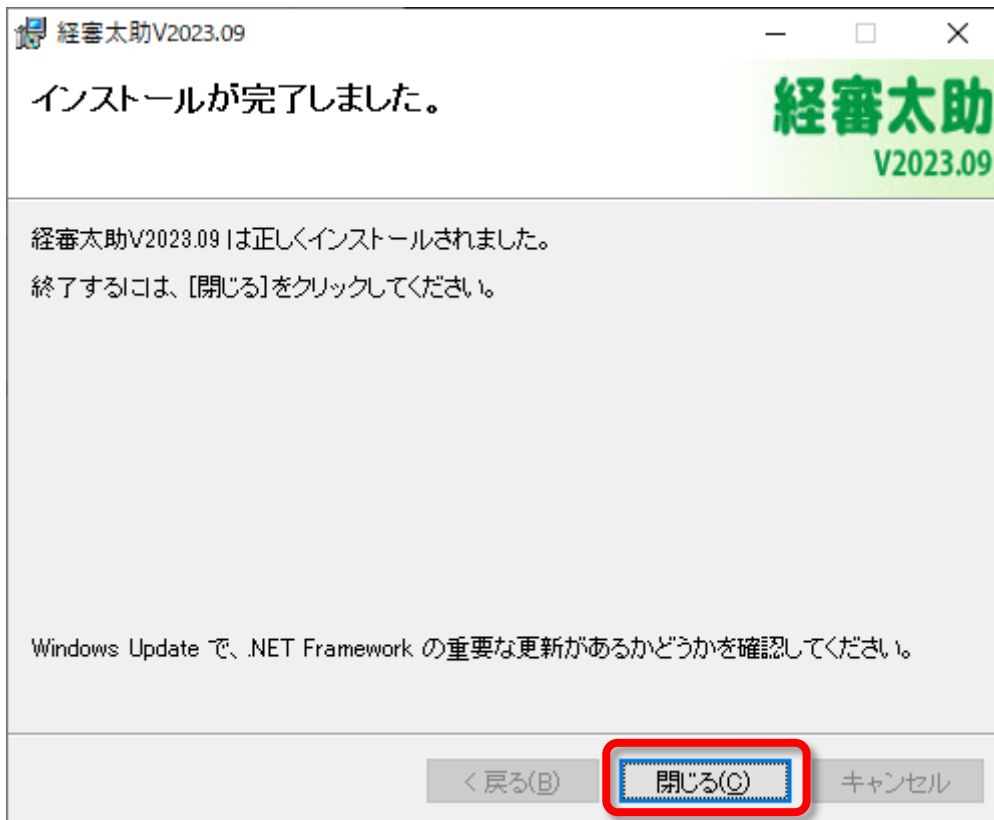 経審太助V2023.09
インストールが完了しました。
経審太助
V2023.09
経審太助V2023.09 は正しくインストールされました。
終了するには、[閉じる]をクリックしてください。
Windows Update で、.NET Framework の重要な更新があるかどうかを確認してください。
< 戻る(B)
閉じる(C)
キャンセル